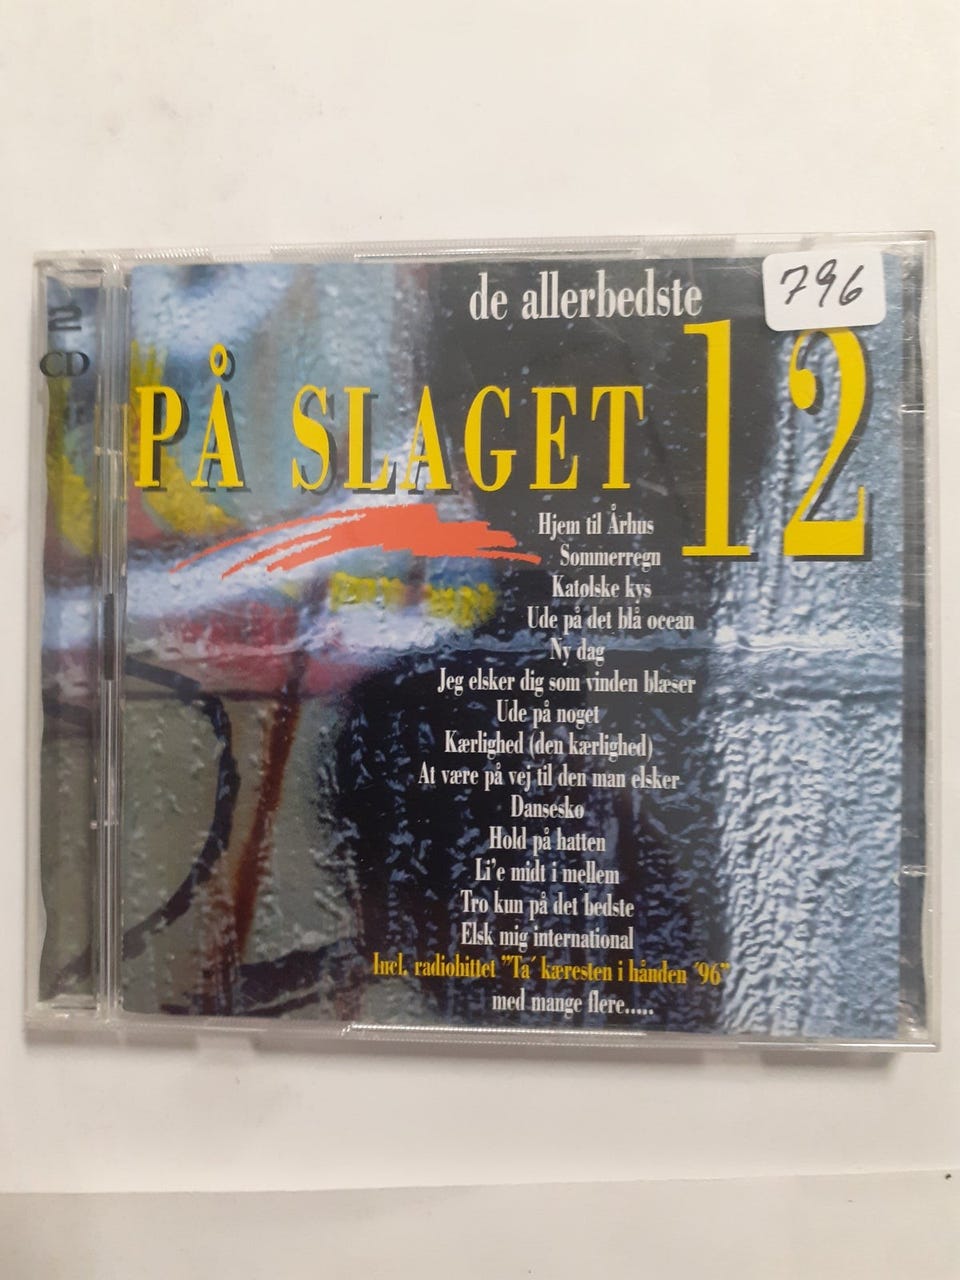 796
de allerbedste
PÅ SLAGET 12
2
CD
Hjem til Århus
Sommerregn
Katolske kys
Ude på det blå ocean
Ny dag
Jeg elsker dig som vinden blæser
Ude på noget
Kærlighed (den kærlighed)
At være på vej til den man elsker
Dansesko
Hold på hatten
Li'e midt i mellem
Tro kun på det bedste
Elsk mig international
Incl. radiohittet "Ta´ kæresten i hånden ´96"
med mange flere.....